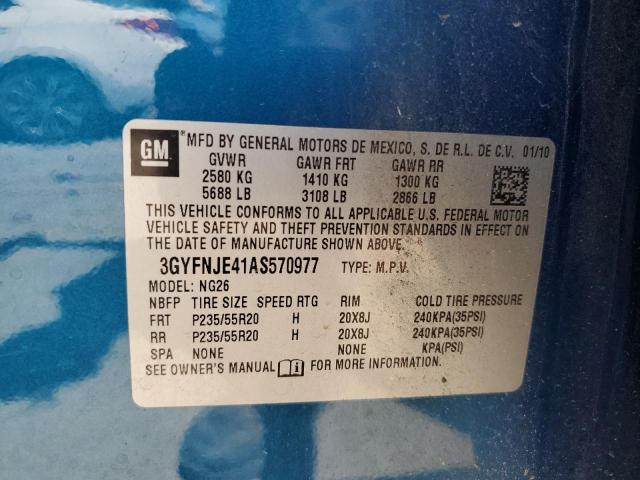 GM ® MFD BY GENERAL MOTORS DE MEXICO, S. DE R.L. DE C.V. 01/10
GVWR GAWR FRT GAWR RR
2580 KG 1410 KG 1300 KG
5688 LB 3108 LB 2866 LB
THIS VEHICLE CONFORMS TO ALL APPLICABLE U.S. FEDERAL MOTOR
VEHICLE SAFETY AND THEFT PREVENTION STANDARDS IN EFFECT ON
THE DATE OF MANUFACTURE SHOWN ABOVE.
3GYFNJE41AS570977 TYPE: M.P.V.
MODEL: NG26
NBFP TIRE SIZE SPEED RTG RIM COLD TIRE PRESSURE
FRT P235/55R20 H 20X8J 240KPA(35PSI)
RR P235/55R20 H 20X8J 240KPA(35PSI)
SPA NONE NONE KPA(PSI)
SEE OWNER'S MANUAL FOR MORE INFORMATION.